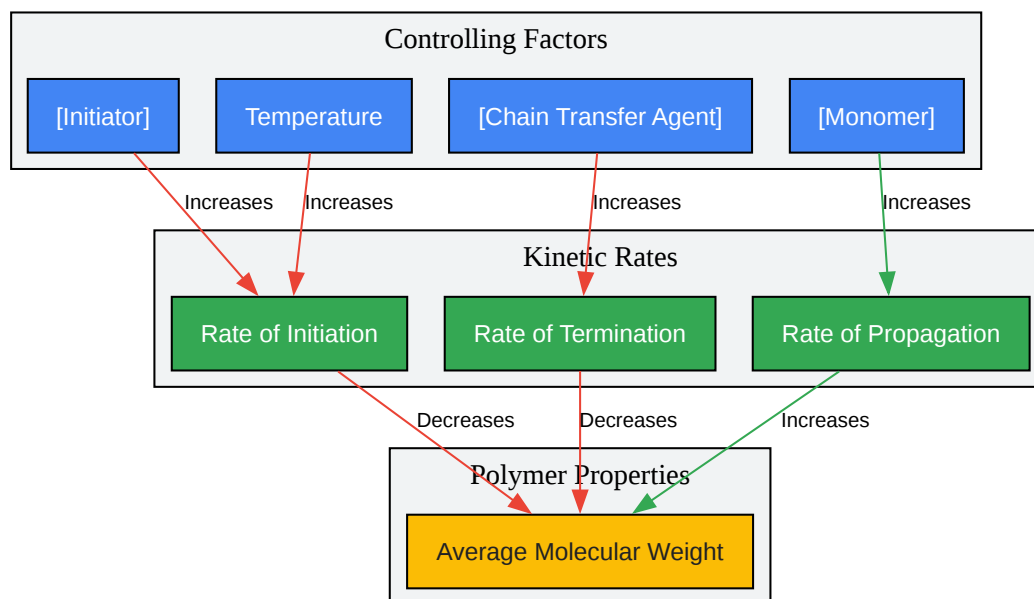 Controlling Factors
[Initiator]
Temperature
[Chain Transfer Agent]
[Monomer]
Increases
Increases
Increases
Increases
Kinetic Rates
Rate of Initiation
Rate of Termination
Rate of Propagation
Decreases
Decreases
Increases
Polymer Properties
Average Molecular Weight